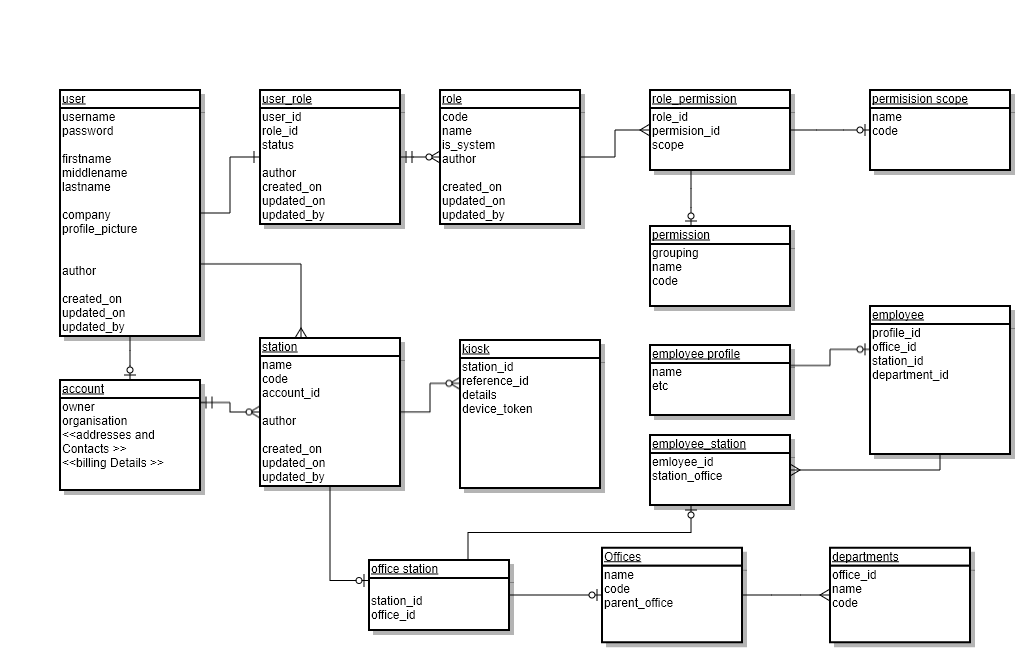 user
username
password
firstname
middlename
lastname
company
profile_picture
author
created_on
updated_on
updated_by
user_role
user_id
role_id
status
author
created_on
updated_on
updated_by
role
code
name
is_system
author
created_on
updated_on
updated_by
role_permission
role_id
permision_id
scope
permisision scope
name
code
permission
grouping
name
code
account
owner
organisation
<<addresses and
Contacts >>
<<billing Details >>
station
name
code
account_id
author
created_on
updated_on
updated_by
kiosk
station_id
reference_id
details
device_token
employee profile
name
etc
employee
profile_id
office_id
station_id
department_id
employee_station
emloyee_id
station_office
office station
station_id
office_id
Offices
name
code
parent_office
departments
office_id
name
code